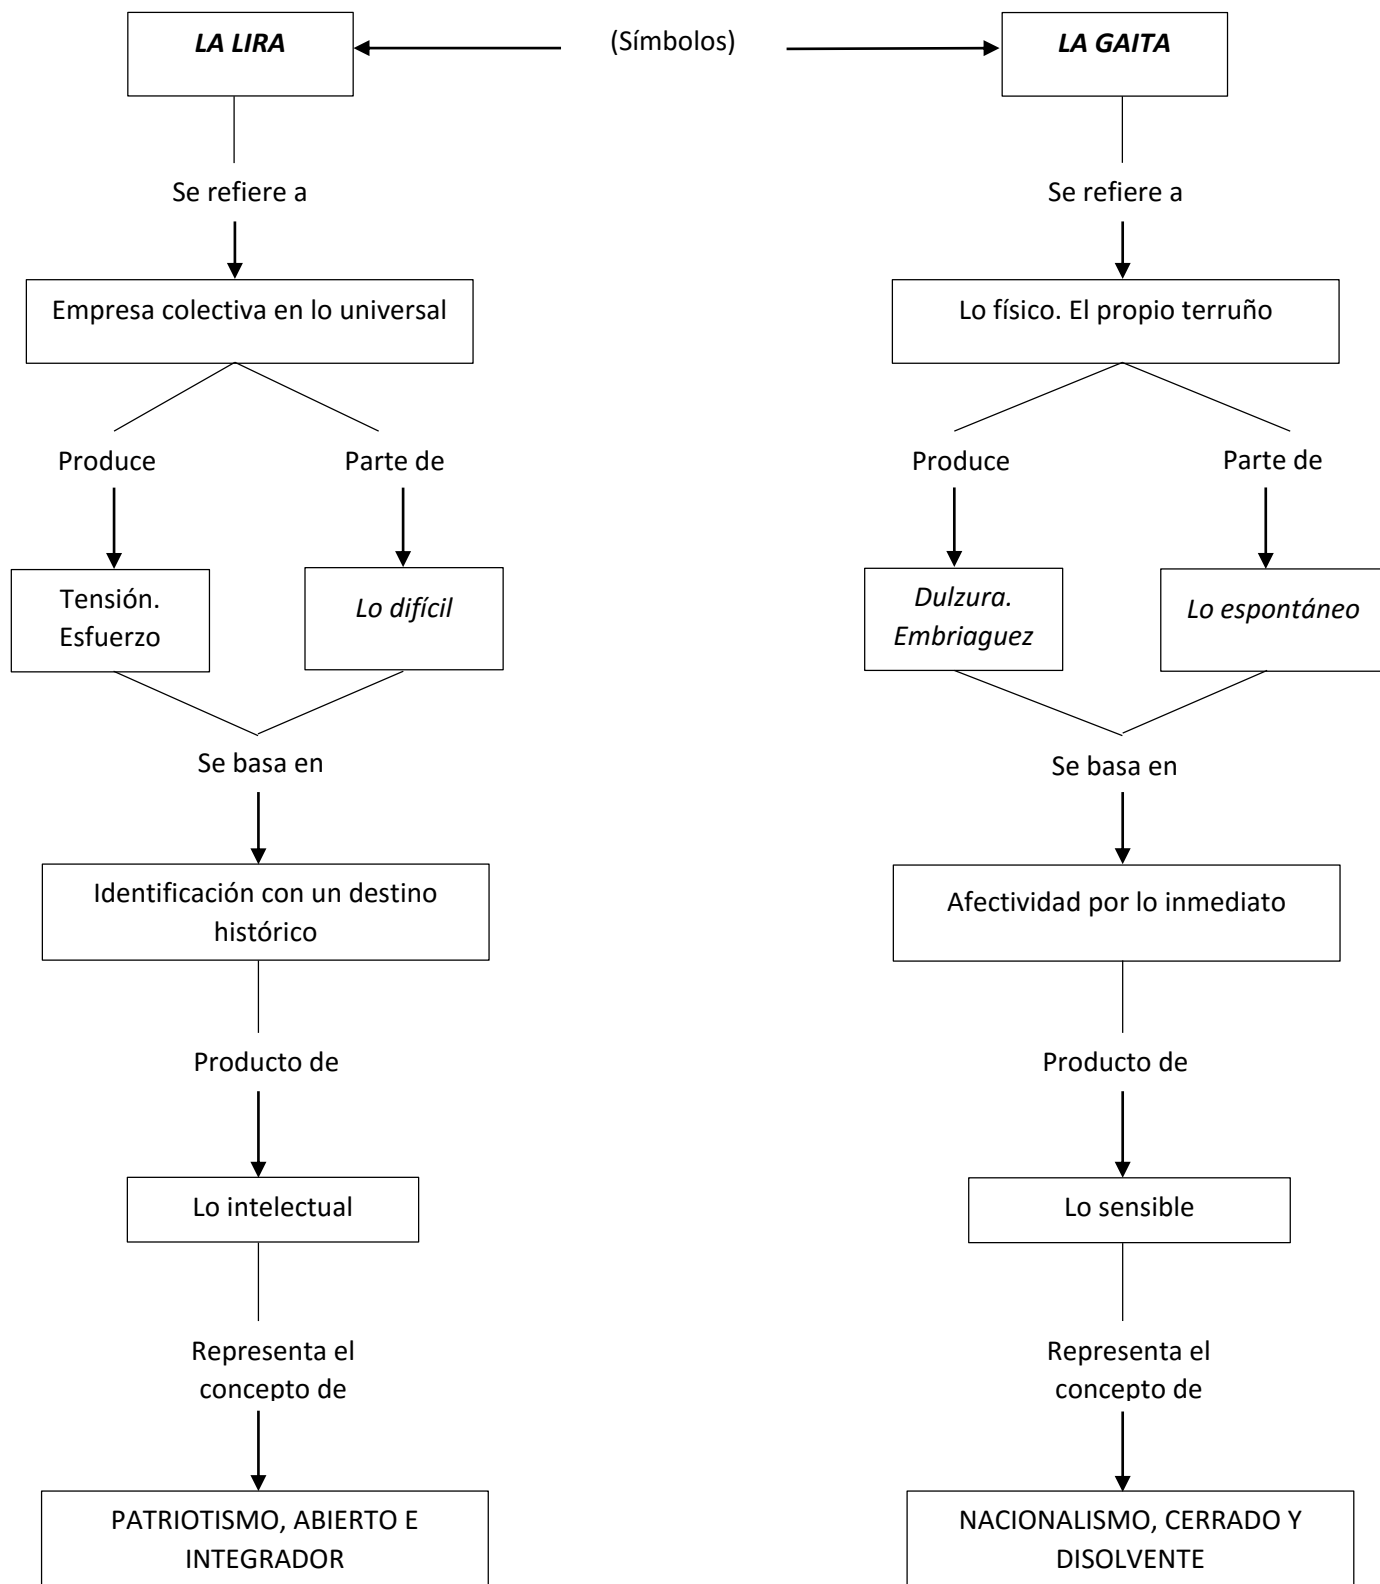 LA LIRA
(Símbolos)
LA GAITA
Se refiere a
Se refiere a
Empresa colectiva en lo universal
Lo físico. El propio terruño
Produce
Parte de
Produce
Parte de
Tensión.
Esfuerzo
Lo difícil
Dulzura.
Embriaguez
Lo espontáneo
Se basa en
Se basa en
Identificación con un destino
histórico
Afectividad por lo inmediato
Producto de
Producto de
Lo intelectual
Lo sensible
Representa el
concepto de
Representa el
concepto de
PATRIOTISMO, ABIERTO E
INTEGRADOR
NACIONALISMO, CERRADO Y
DISOLVENTE